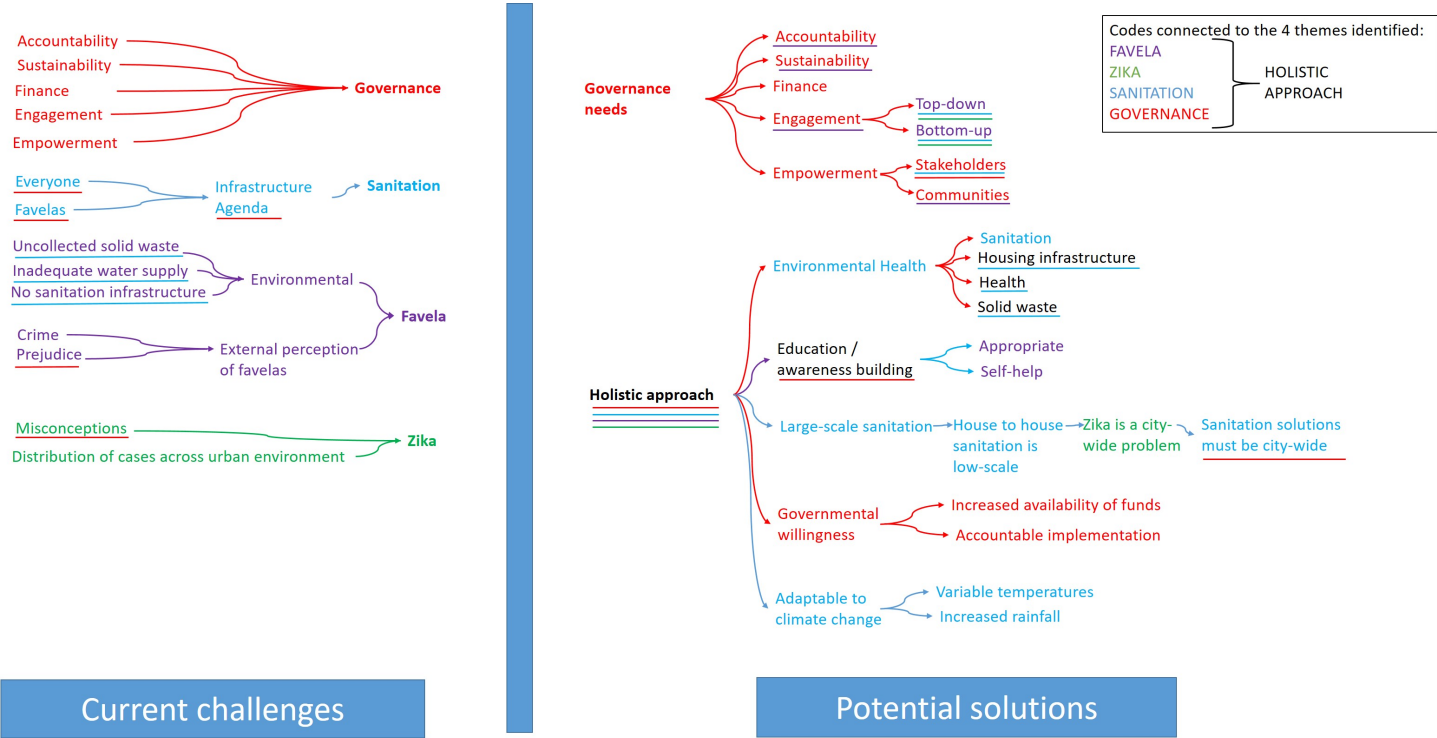 Accountability
Sustainability
Finance
Engagement
Empowerment
Governance
Everyone
Favelas
Infrastructure
Agenda
Sanitation
Uncollected solid waste
Inadequate water supply
No sanitation infrastructure
Environmental
Crime
Prejudice
External perception
of favelas
Favela
Misconceptions
Distribution of cases across urban environment
Zika
Current challenges
Governance
needs
Accountability
Sustainability
Finance
Engagement
Top-down
Bottom-up
Empowerment
Stakeholders
Communities
Codes connected to the 4 themes identified:
FAVELA
ZIKA
SANITATION
GOVERNANCE
HOLISTIC
APPROACH
Holistic approach
Environmental Health
Sanitation
Housing infrastructure
Health
Solid waste
Education /
awareness building
Appropriate
Self-help
Large-scale sanitation
House to house
sanitation is
low-scale
Zika is a city-
wide problem
Sanitation solutions
must be city-wide
Governmental
willingness
Increased availability of funds
Accountable implementation
Adaptable to
climate change
Variable temperatures
Increased rainfall
Potential solutions